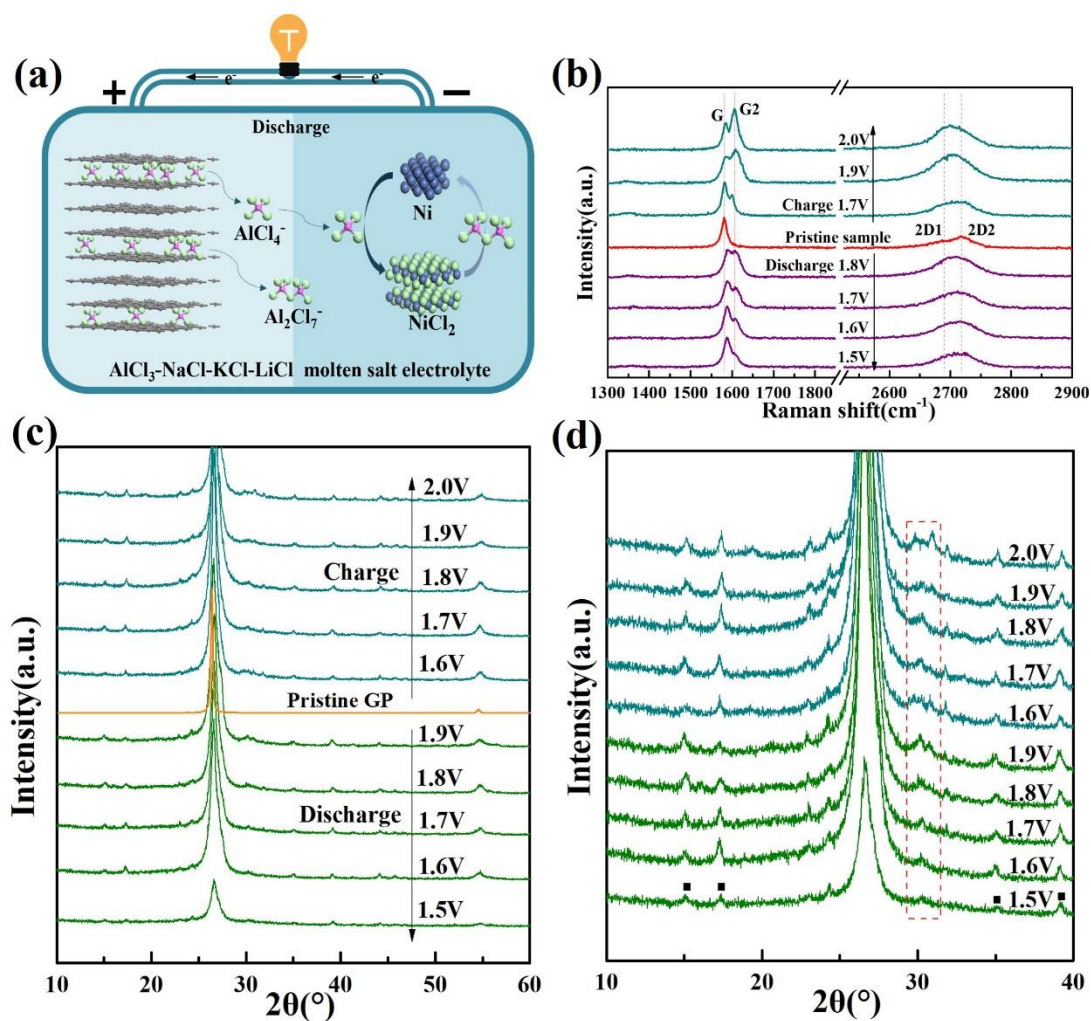 (a)
+
e⁻
e⁻
−
Discharge
AlCl₄⁻
Al₂Cl₇⁻
Ni
NiCl₂
AlCl₃-NaCl-KCl-LiCl molten salt electrolyte
(b)
G
G2
2.0V
1.9V
Charge 1.7V
Pristine sample
2D1
2D2
Discharge 1.8V
1.7V
1.6V
1.5V
Intensity(a.u.)
1300 1400 1500 1600 1700 1800 2700 2800 2900
Raman shift(cm⁻¹)
(c)
2.0V
1.9V
Charge
1.8V
1.7V
1.6V
Pristine GP
1.9V
1.8V
Discharge
1.7V
1.6V
1.5V
Intensity(a.u.)
10 20 30 40 50 60
2θ(°)
(d)
2.0V
1.9V
1.8V
1.7V
1.6V
1.9V
1.8V
1.7V
1.6V
1.5V
Intensity(a.u.)
10 20 30 40
2θ(°)